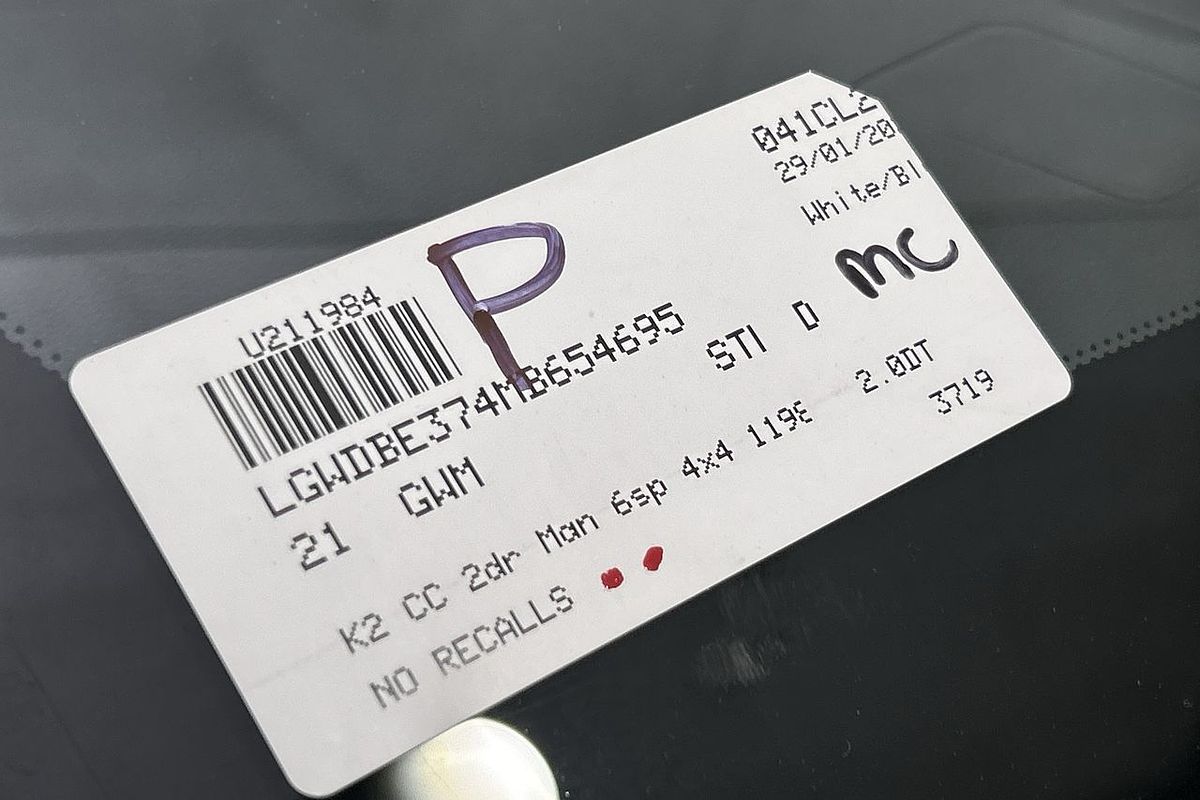 041CL2
29/01/20
White/Bl
MC
P
U211984
LGWDBE374MB654695 STI D
21 GWM 2.0DT
K2 CC 2dr Man 6sp 4x4 119E 3719
NO RECALLS